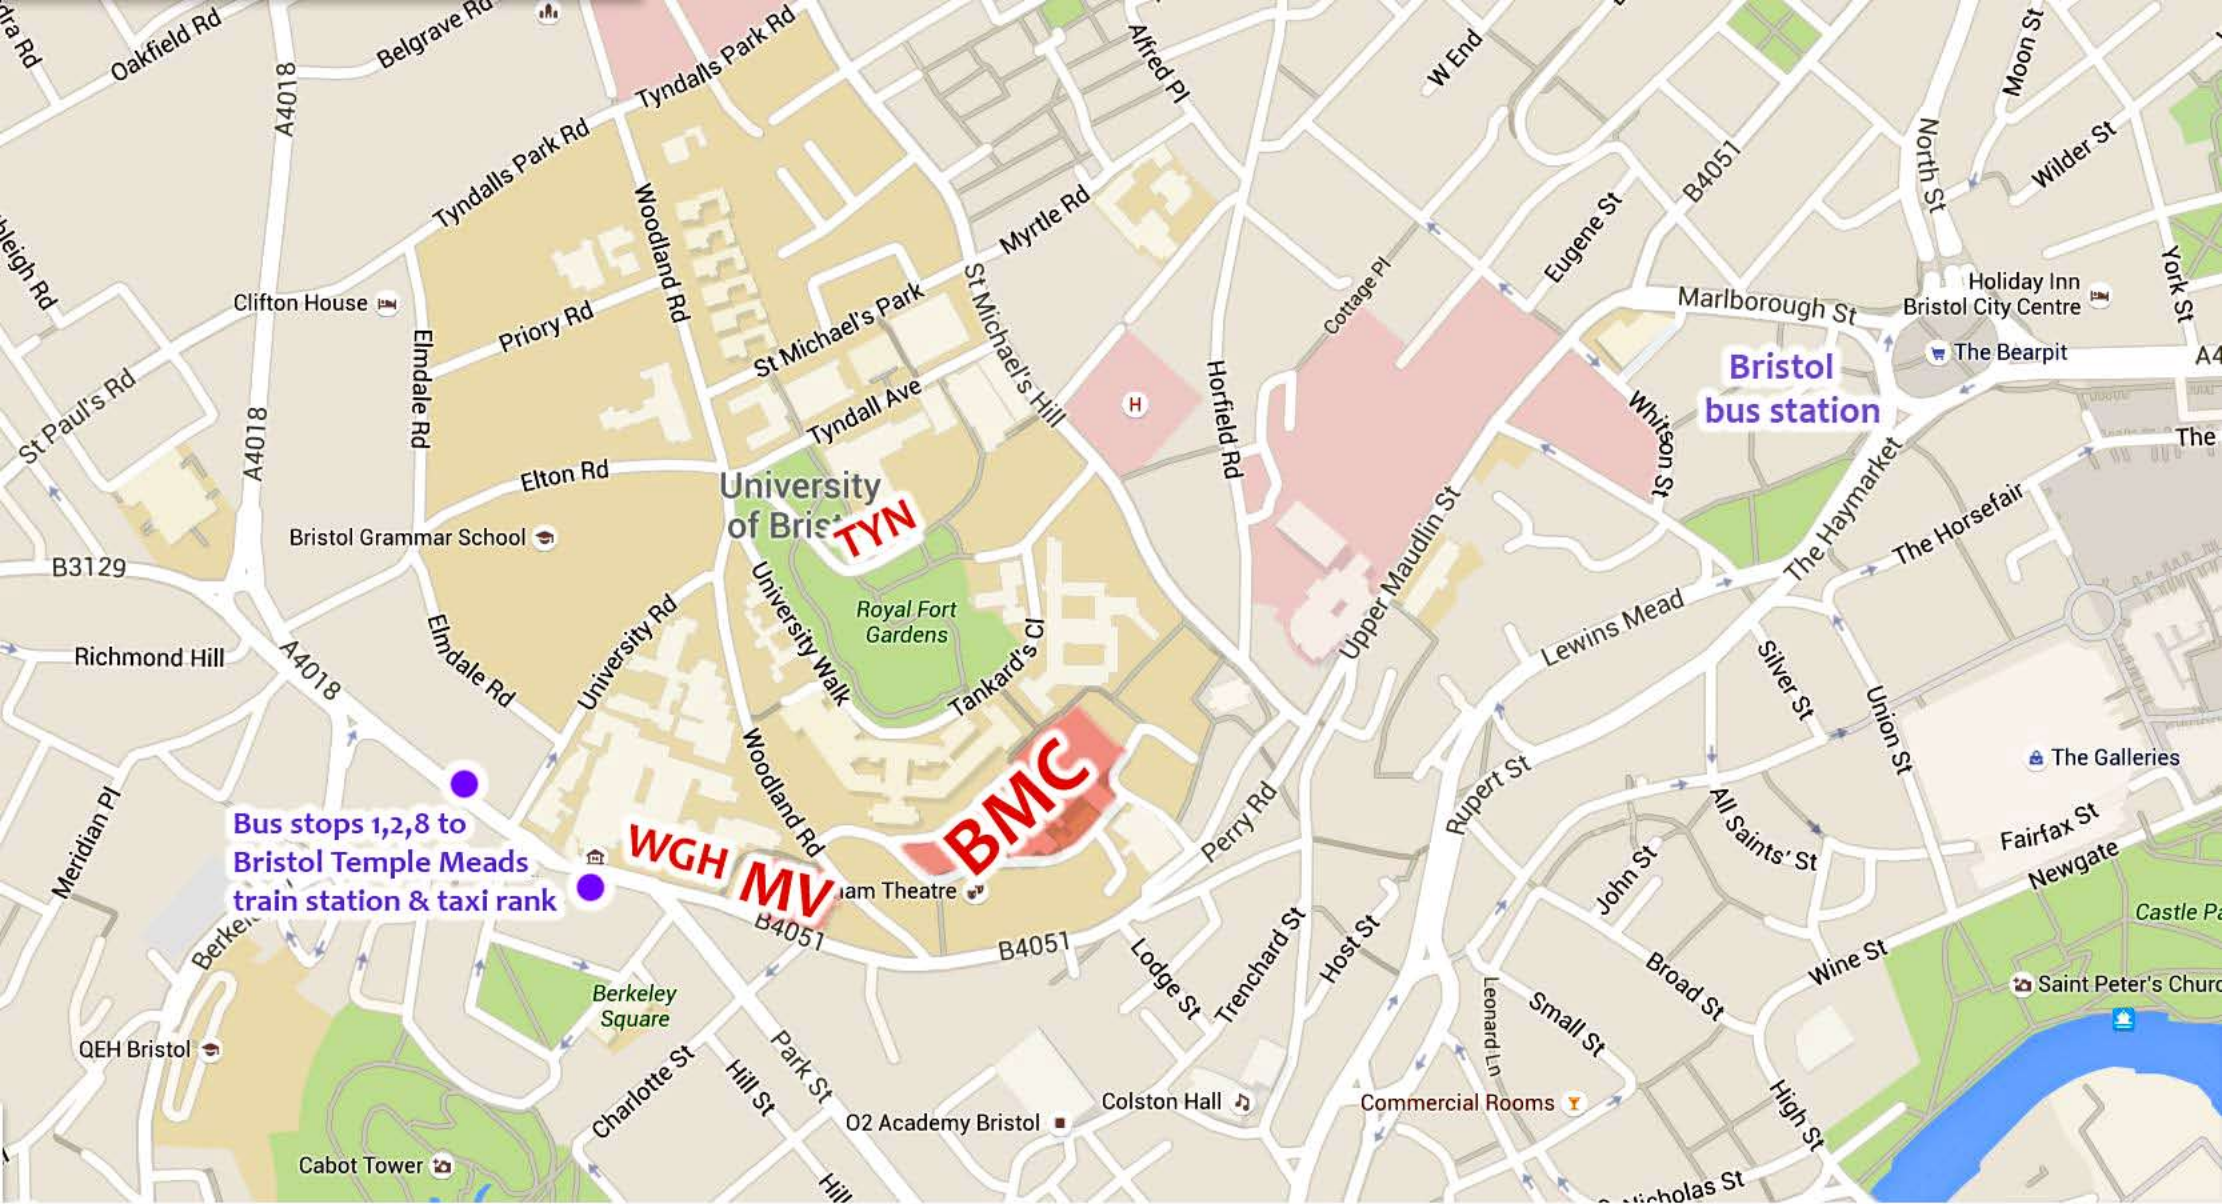 Oakfield Rd
Belgrave Rd
A4018
Tyndalls Park Rd
Tyndalls Park Rd
Alfred Pl
W End
B4051
North St
Moon St
Wilder St
York St
Woodland Rd
Myrtle Rd
St Michael's Hill
Eugene St
Cottage Pl
Marlborough St
Holiday Inn
Bristol City Centre
The Bearpit
Clifton House
Priory Rd
St Michael's Park
Elmdale Rd
St Paul's Rd
A4018
Tyndall Ave
H
Horfield Rd
Whitson St
Bristol
bus station
The
Elton Rd
University
TYN
Bristol Grammar School
B3129
The Haymarket
The Horsefair
Upper Maudlin St
University Walk
Royal Fort
Gardens
Tankard's Cl
University Rd
Elmdale Rd
Richmond Hill
A4018
Lewins Mead
Silver St
Union St
The Galleries
Woodland Rd
BMC
Perry Rd
Rupert St
All Saints' St
Fairfax St
Newgate
Meridian Pl
Bus stops 1,2,8 to
Bristol Temple Meads
train station & taxi rank
WGH
MV
Theatre
B4051
B4051
John St
Host St
Trenchard St
Lodge St
Broad St
Wine St
Castle
Saint Peter's
Berkeley
Square
Leonard Ln
Small St
QEH Bristol
Park St
Charlotte St
Hill St
O2 Academy Bristol
Colston Hall
Commercial Rooms
High St
Cabot Tower
Hill
Nicholas St